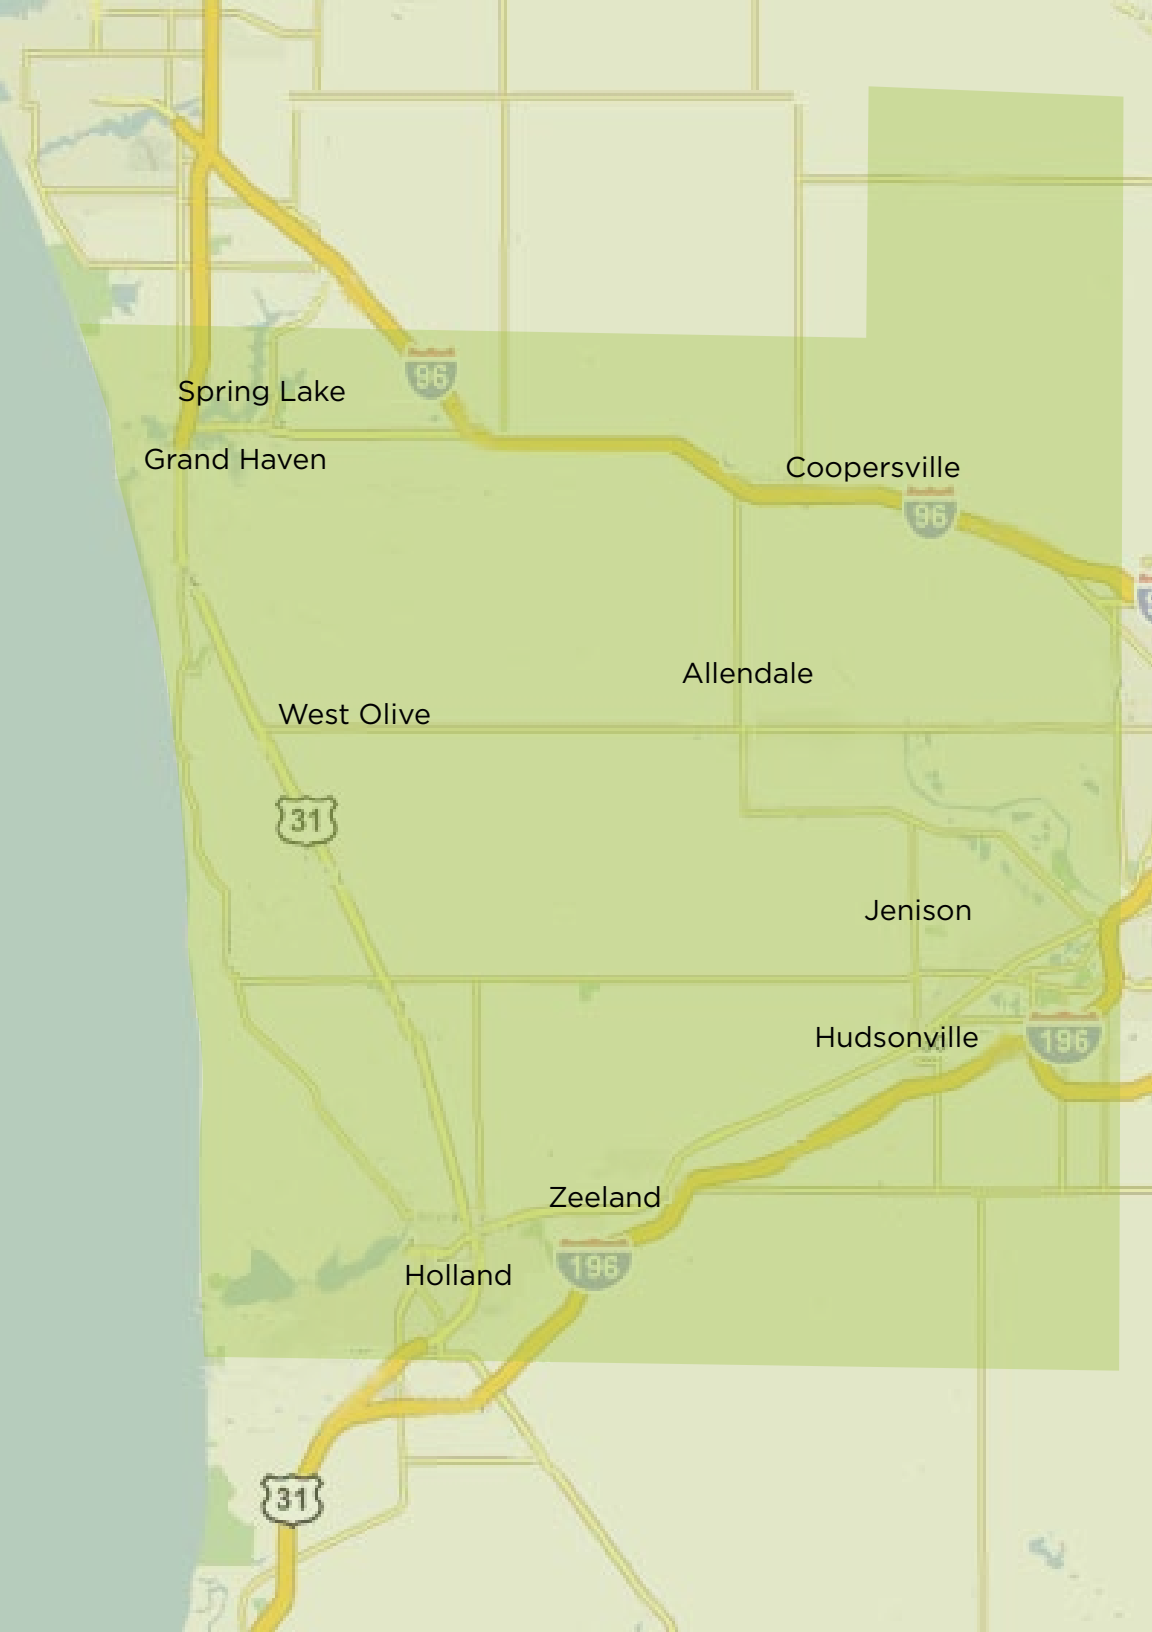 96
Spring Lake
Grand Haven
Coopersville
96
Allendale
West Olive
31
Jenison
Hudsonville
196
Zeeland
196
Holland
31